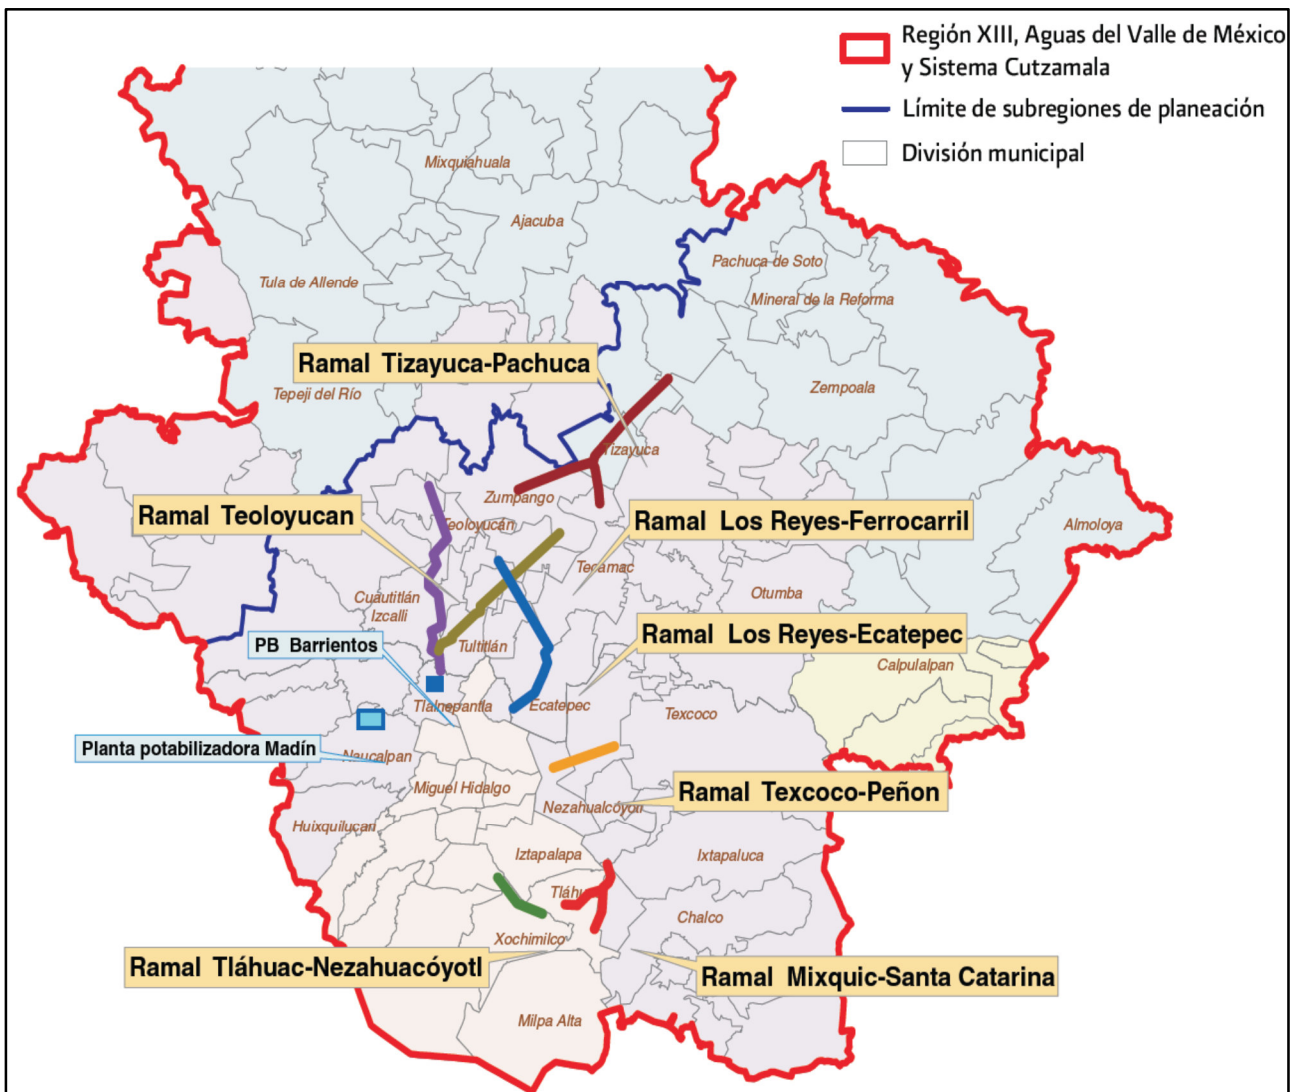 Región XIII, Aguas del Valle de México
y Sistema Cutzamala
Límite de subregiones de planeación
División municipal
Mixquiahuala
Ajacuba
Pachuca de Soto
Tula de Allende
Mineral de la Reforma
Ramal Tizayuca-Pachuca
Tepeji del Río
Zempoala
Tizayuca
Zumpango
Ramal Teoloyucan
Teoloyucán
Ramal Los Reyes-Ferrocarril
Almoloya
Tecámac
Cuautitlán
Izcalli
Otumba
PB Barrientos
Tultitlán
Ramal Los Reyes-Ecatepec
Calpulalpan
Tlalnepantla
Ecatepec
Texcoco
Planta potabilizadora Madín
Naucalpan
Miguel Hidalgo
Nezahualcóyotl
Ramal Texcoco-Peñon
Huixquilucan
Iztapalapa
Ixtapaluca
Tláhu
Chalco
Xochimilco
Ramal Tláhuac-Nezahuacóyotl
Ramal Mixquic-Santa Catarina
Milpa Alta